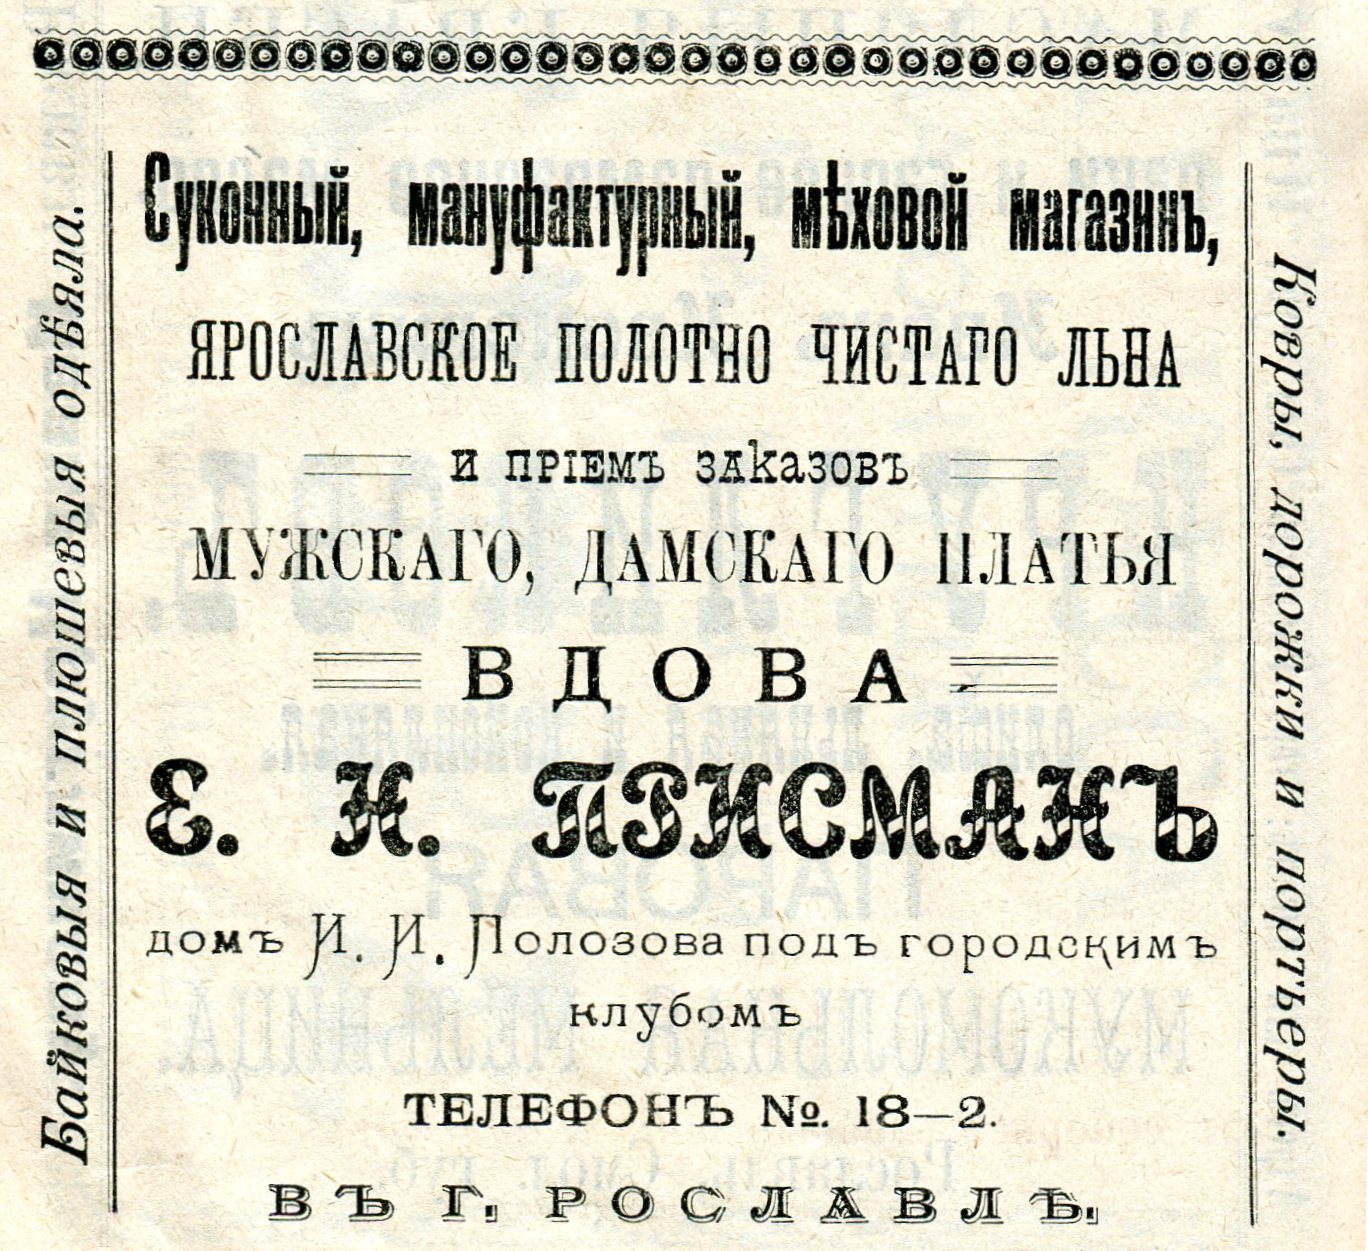 Суконный, мануфактурный, мѣховой магазинъ,
ЯРОСЛАВСКОЕ ПОЛОТНО ЧИСТАГО ЛЬНА
И ПРІЕМЪ ЗАКАЗОВЪ
МУЖСКАГО, ДАМСКАГО ПЛАТЬЯ
ВДОВА
Е. Н. ПРИСМАНЪ
домъ И. И. Полозова подъ городскимъ
клубомъ
ТЕЛЕФОНЪ №. 18—2.
ВЪ Г. РОСЛАВЛѢ.
Байковыя и плюшевыя одѣяла.
Ковры, дорожки и портьеры.